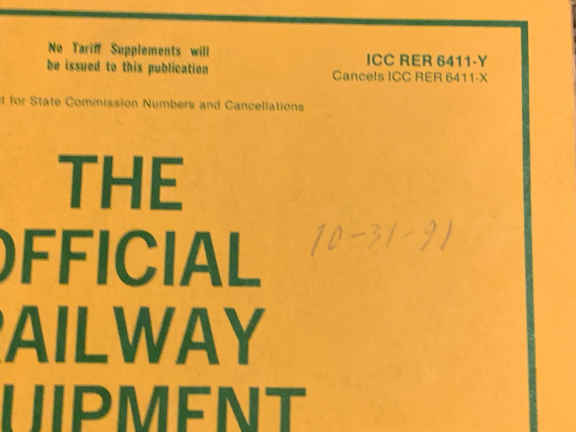 No Tariff Supplements will
be issued to this publication
ICC RER 6411-Y
Cancels ICC RER 6411-X
for State Commission Numbers and Cancellations
THE
OFFICIAL
10-31-91
RAILWAY
UIPMENT